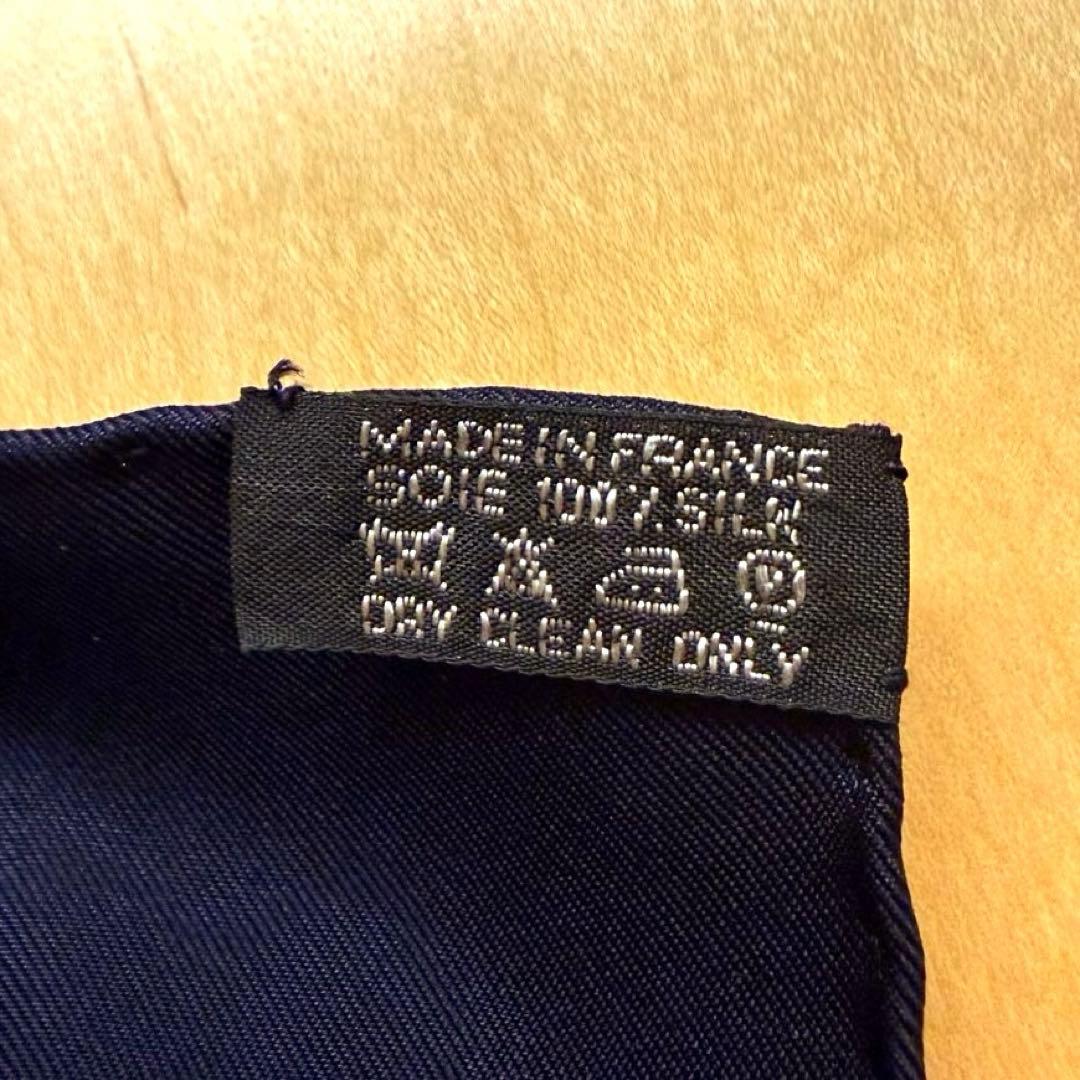 MADE IN FRANCE
SOIE 100% SILK
P
DRY CLEAN ONLY